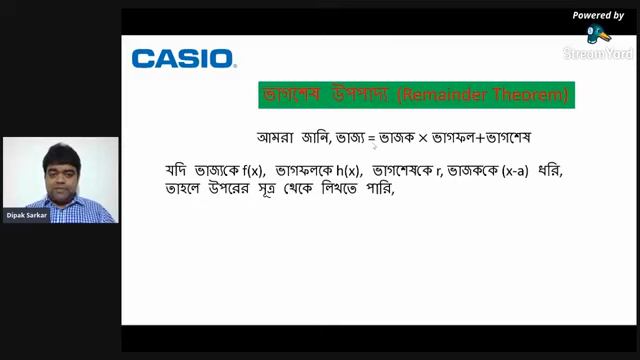 Powered by
StreamYard
CASIO
ভাগশেষ উপপাদ্য (Remainder Theorem)
আমরা জানি, ভাজ্য = ভাজক × ভাগফল+ভাগশেষ
যদি ভাজ্যকে f(x), ভাগফলকে h(x), ভাগশেষকে r, ভাজককে (x-a) ধরি,
তাহলে উপরের সূত্র থেকে লিখতে পারি,
Dipak Sarkar